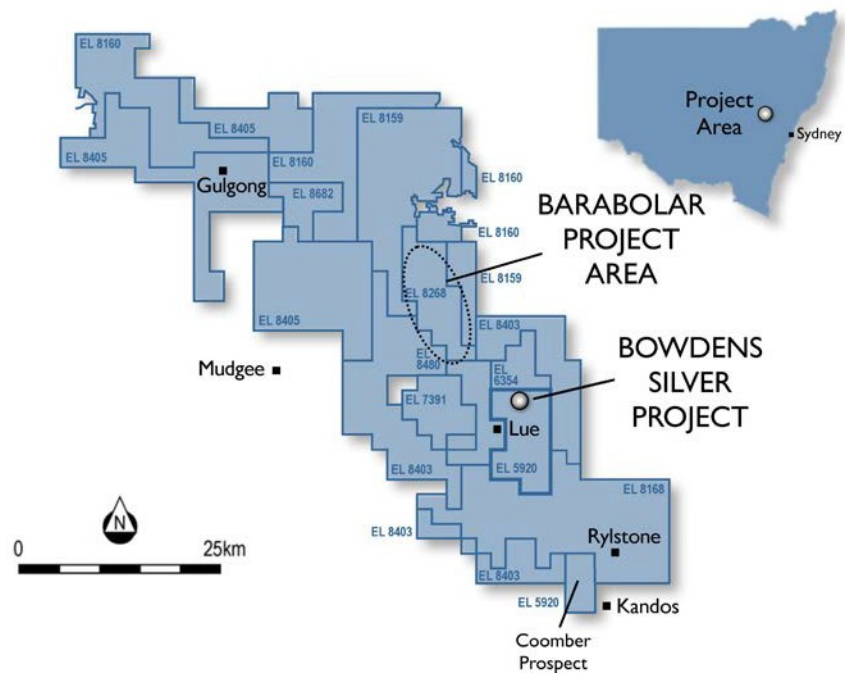 EL 8160
EL 8159
EL 8405
EL 8405
EL 8160
Gulgong
EL 8682
EL 8160
Project
Area
Sydney
BARABOLAR
PROJECT
AREA
EL 8160
EL 8159
EL 8268
EL 8405
EL 8403
EL
8480
Mudgee
EL
6354
BOWDENS
SILVER
PROJECT
EL 7391
Lue
EL 8403
EL 5920
EL 8168
N
0
25km
EL 8403
Rylstone
EL 8403
EL 5920
Kandos
Coomber
Prospect